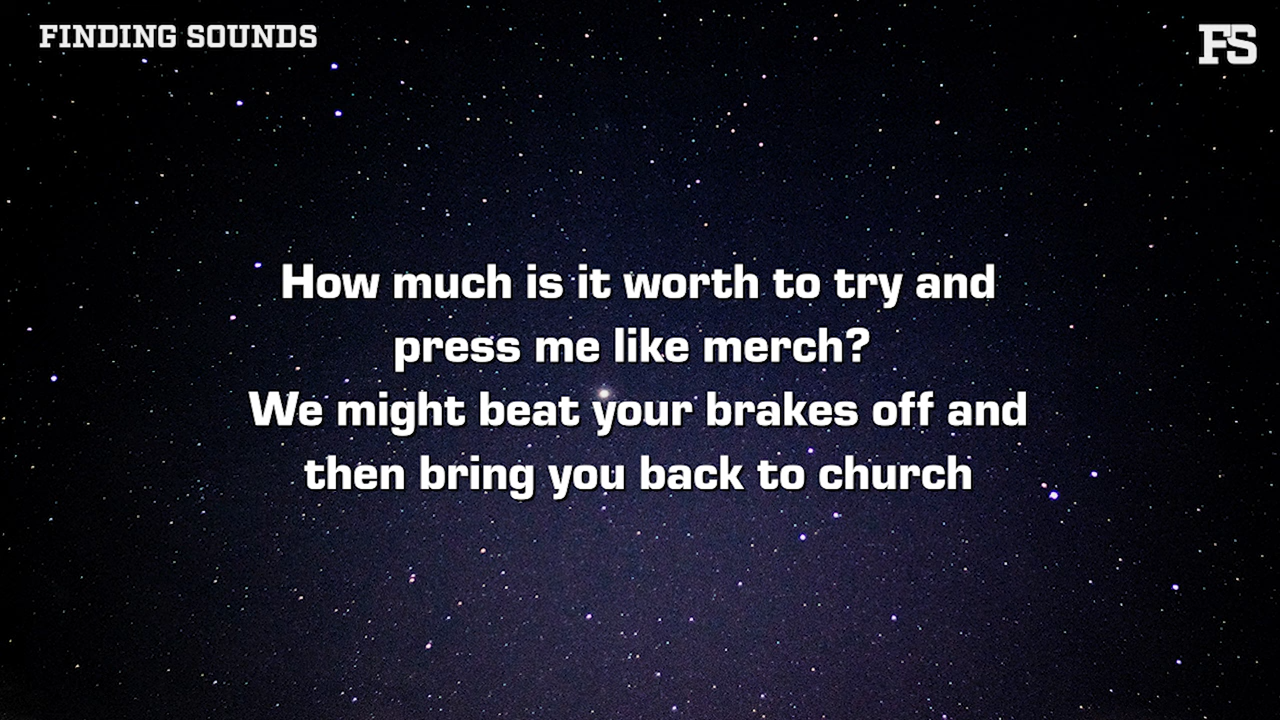 FINDING SOUNDS
FS
How much is it worth to try and
press me like merch?
We might beat your brakes off and
then bring you back to church